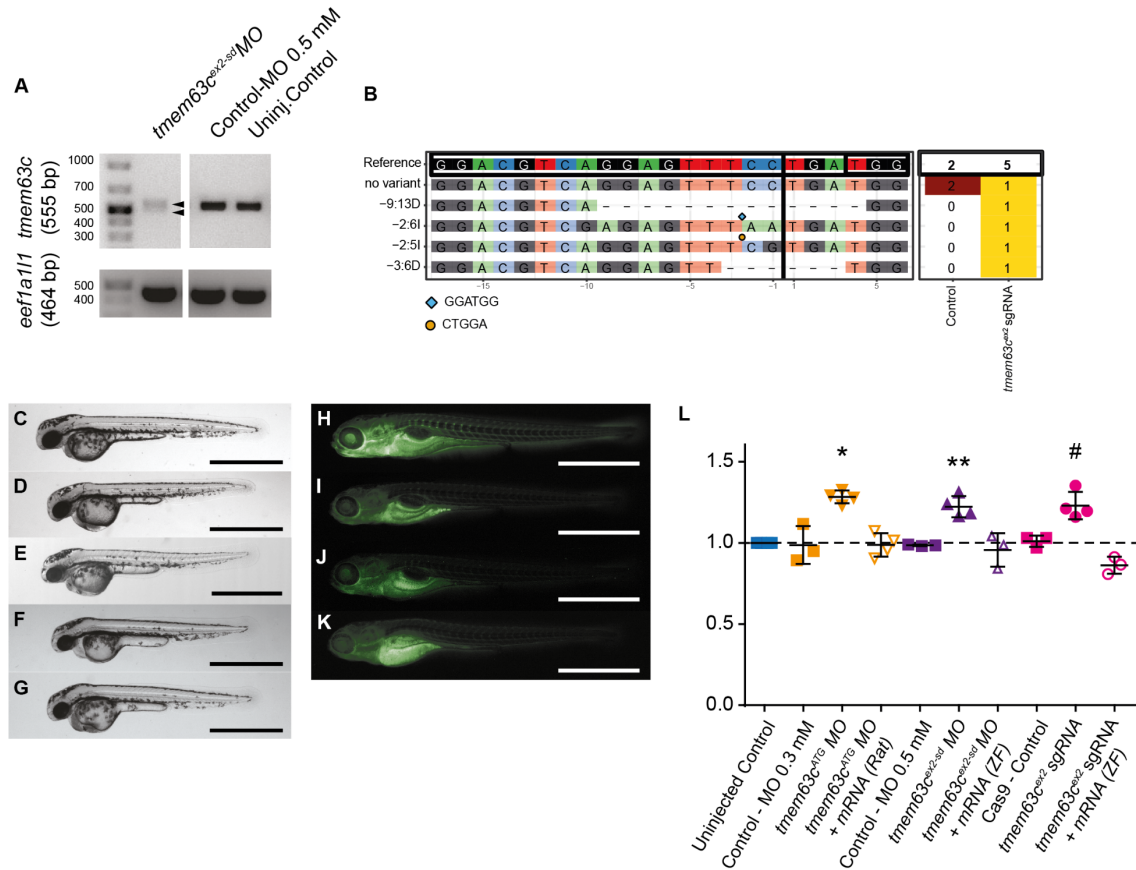 A
tmem63c^ex2-sd MO
Control-MO 0.5 mM
Uninj.Control
tmem63c
(555 bp)
1000
700
500
400
300
eef1a1l1
(464 bp)
500
400
B
Reference
G G A C G T C A G G A G T T T C C T G A T G G
2 5
no variant
G G A C G T C A G G A G T T T C C T G A T G G
2 1
−9:13D
G G A C G T C A - - - - - - - - - - - - - G G
0 1
−2:6I
G G A C G T C G A G A G T T T A A T G A T G G
0 1
−2:5I
G G A C G T C A G G A G T T T C G T G A T G G
0 1
−3:6D
G G A C G T C A G G A G T T - - - - - - T G G
0 1
−15 −10 −5 −1 1 5
GGATGG
CTGGA
Control
tmem63c^ex2 sgRNA
C
D
E
F
G
H
I
J
K
L
1.5
1.0
0.5
0.0
*
**
#
Uninjected Control
Control - MO 0.3 mM
tmem63c^ATG MO
tmem63c^ATG MO
+ mRNA (Rat)
Control - MO 0.5 mM
tmem63c^ex2-sd MO
tmem63c^ex2-sd MO
+ mRNA (ZF)
Cas9 - Control
tmem63c^ex2 sgRNA
tmem63c^ex2 sgRNA
+ mRNA (ZF)